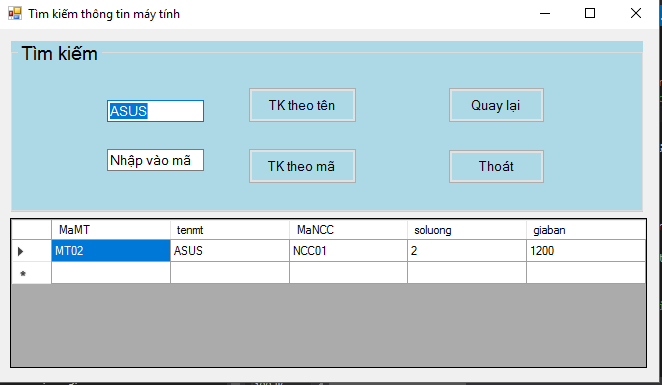 Tìm kiếm thông tin máy tính
Tìm kiếm
ASUS TK theo tên Quay lại
Nhập vào mã TK theo mã Thoát
MaMT tenmt MaNCC soluong giaban
MT02 ASUS NCC01 2 1200